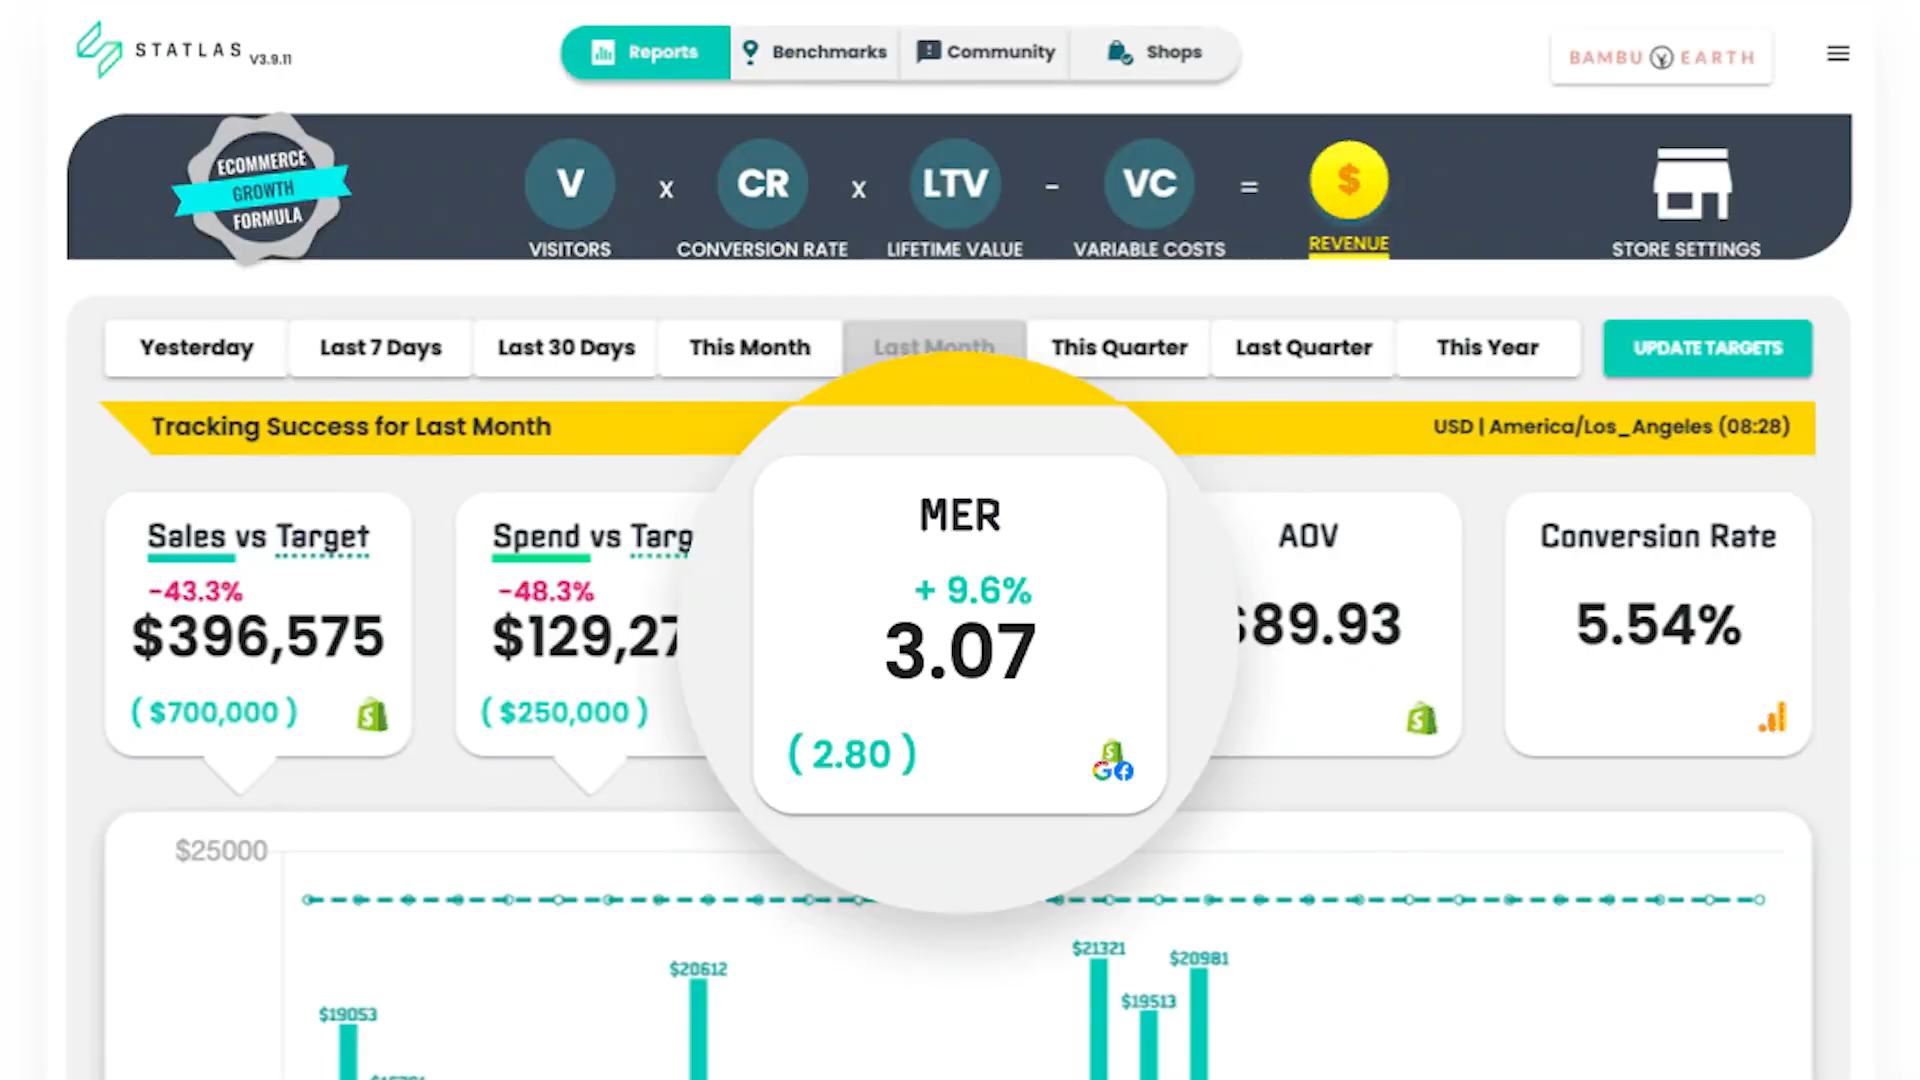 STATLAS V3.9.11
Reports
Benchmarks
Community
Shops
BAMBU EARTH
ECOMMERCE
GROWTH
FORMULA
V x CR x LTV - VC = $
VISITORS
CONVERSION RATE
LIFETIME VALUE
VARIABLE COSTS
REVENUE
STORE SETTINGS
Yesterday
Last 7 Days
Last 30 Days
This Month
Last Month
This Quarter
Last Quarter
This Year
UPDATE TARGETS
Tracking Success for Last Month
USD | America/Los_Angeles (08:28)
Sales vs Target
-43.3%
$396,575
( $700,000 )
Spend vs Targ
-48.3%
$129,27
( $250,000 )
MER
+ 9.6%
3.07
( 2.80 )
AOV
$89.93
Conversion Rate
5.54%
$25000
$19053
$20612
$21321
$19513
$20981